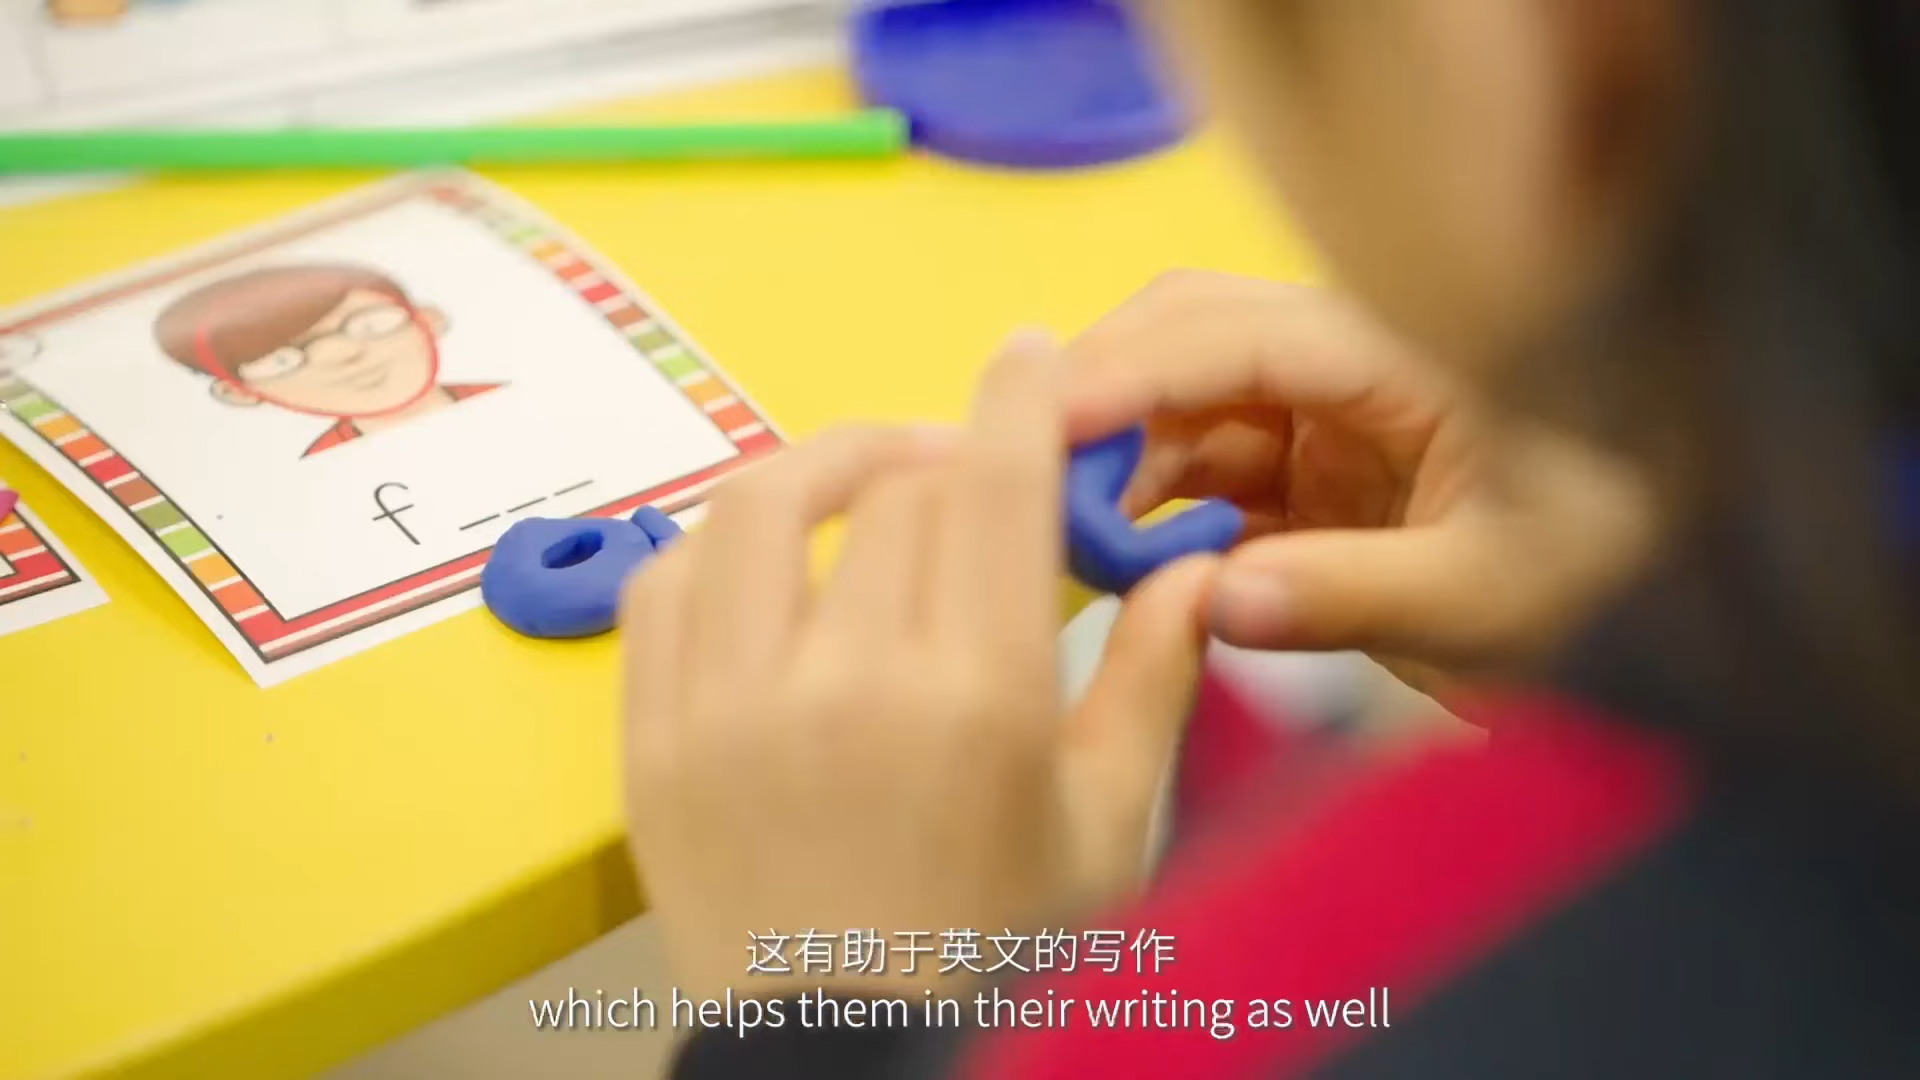 f _ _ _
这有助于英文的写作
which helps them in their writing as well